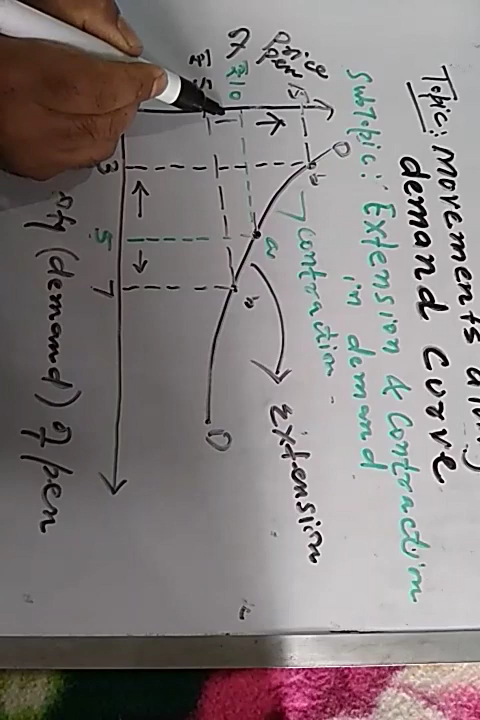 Topic: Movements along
demand curve
SubTopic: Extension & Contraction
in demand
Price
pen
15
₹10
₹ 5
D
b
contraction
a
b
D
Extension
3
5
7
Qty (demand) of pen